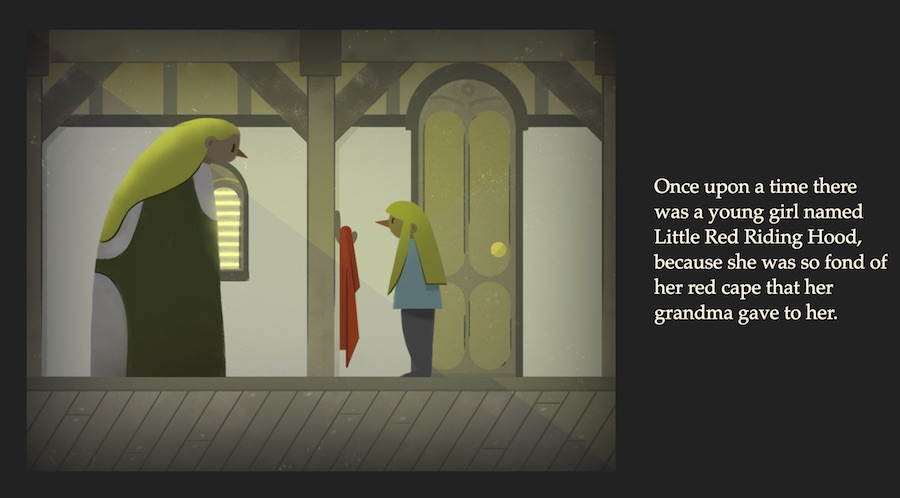 Once upon a time there
was a young girl named
Little Red Riding Hood,
because she was so fond of
her red cape that her
grandma gave to her.